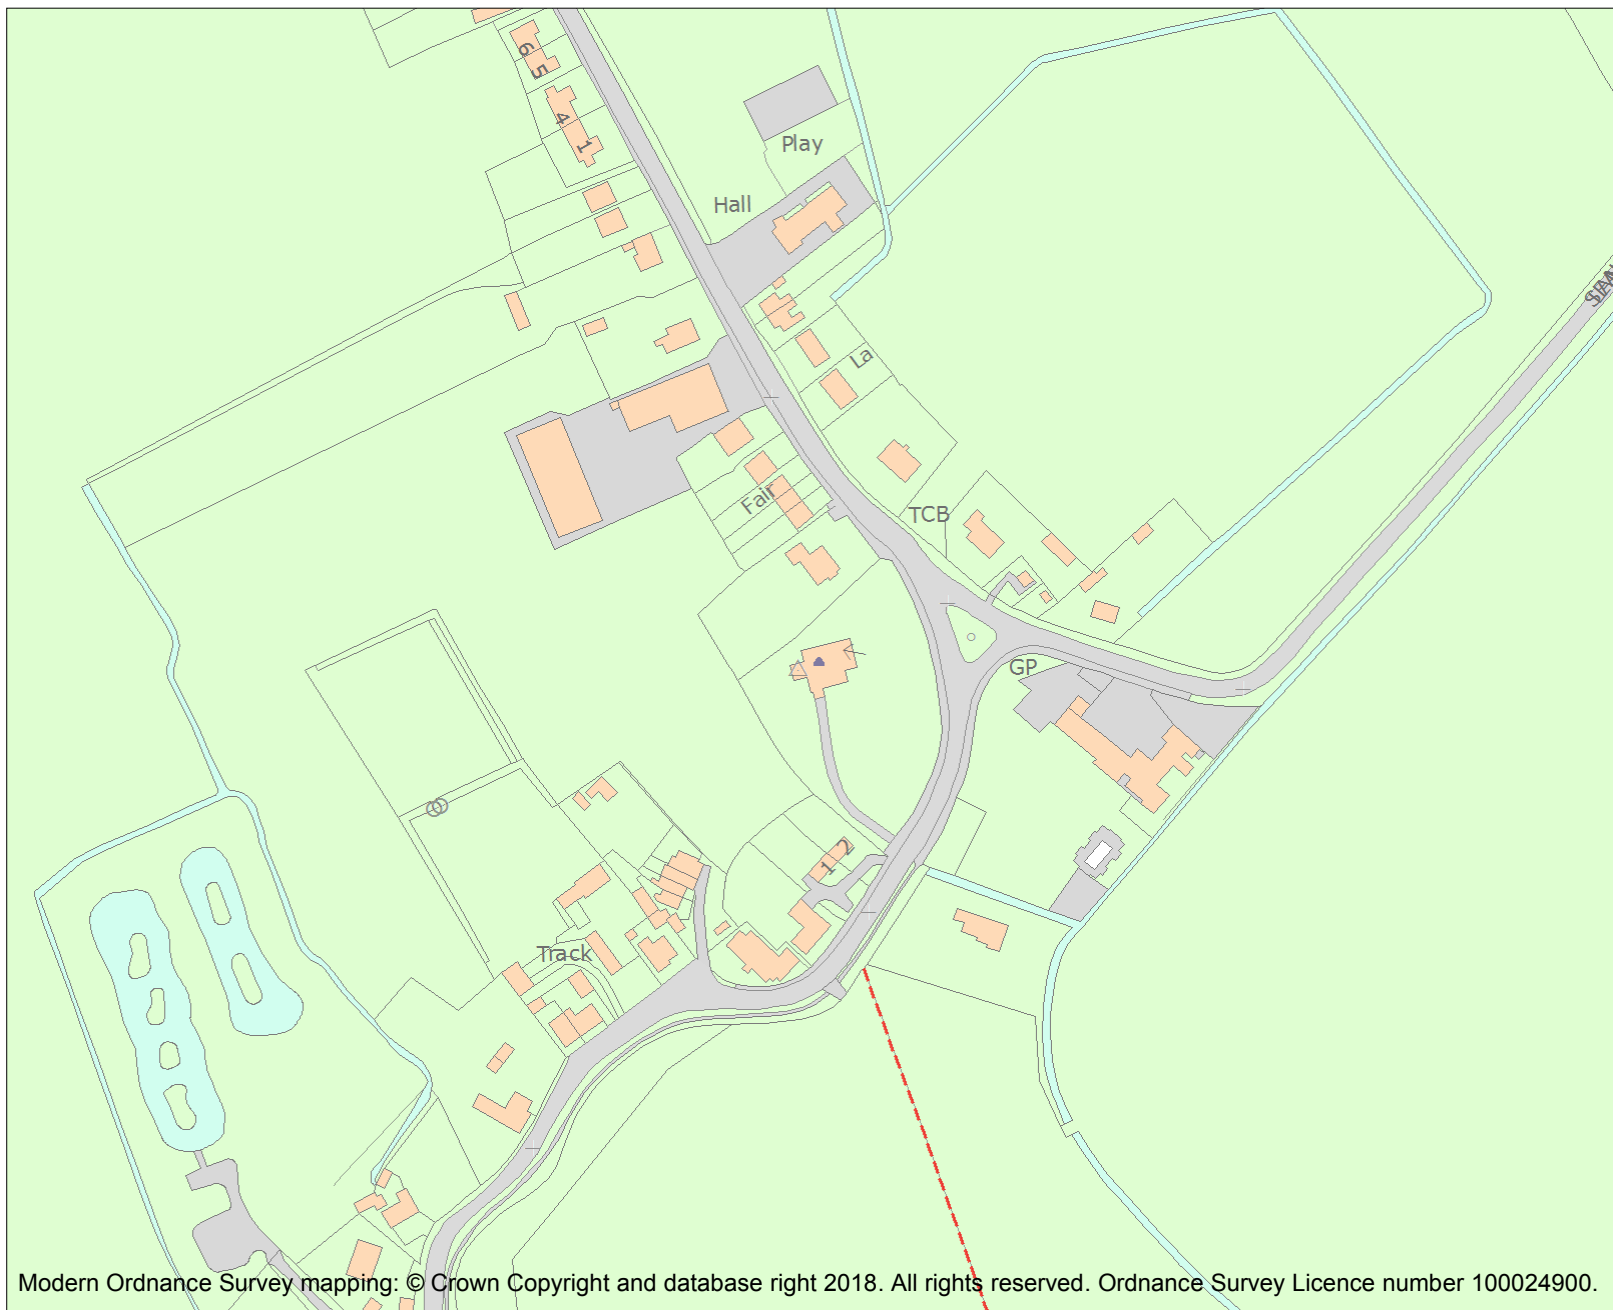 6
5
4
1
Play
Hall
La
Fair
TCB
GP
2
1
Track
Modern Ordnance Survey mapping: © Crown Copyright and database right 2018. All rights reserved. Ordnance Survey Licence number 100024900.